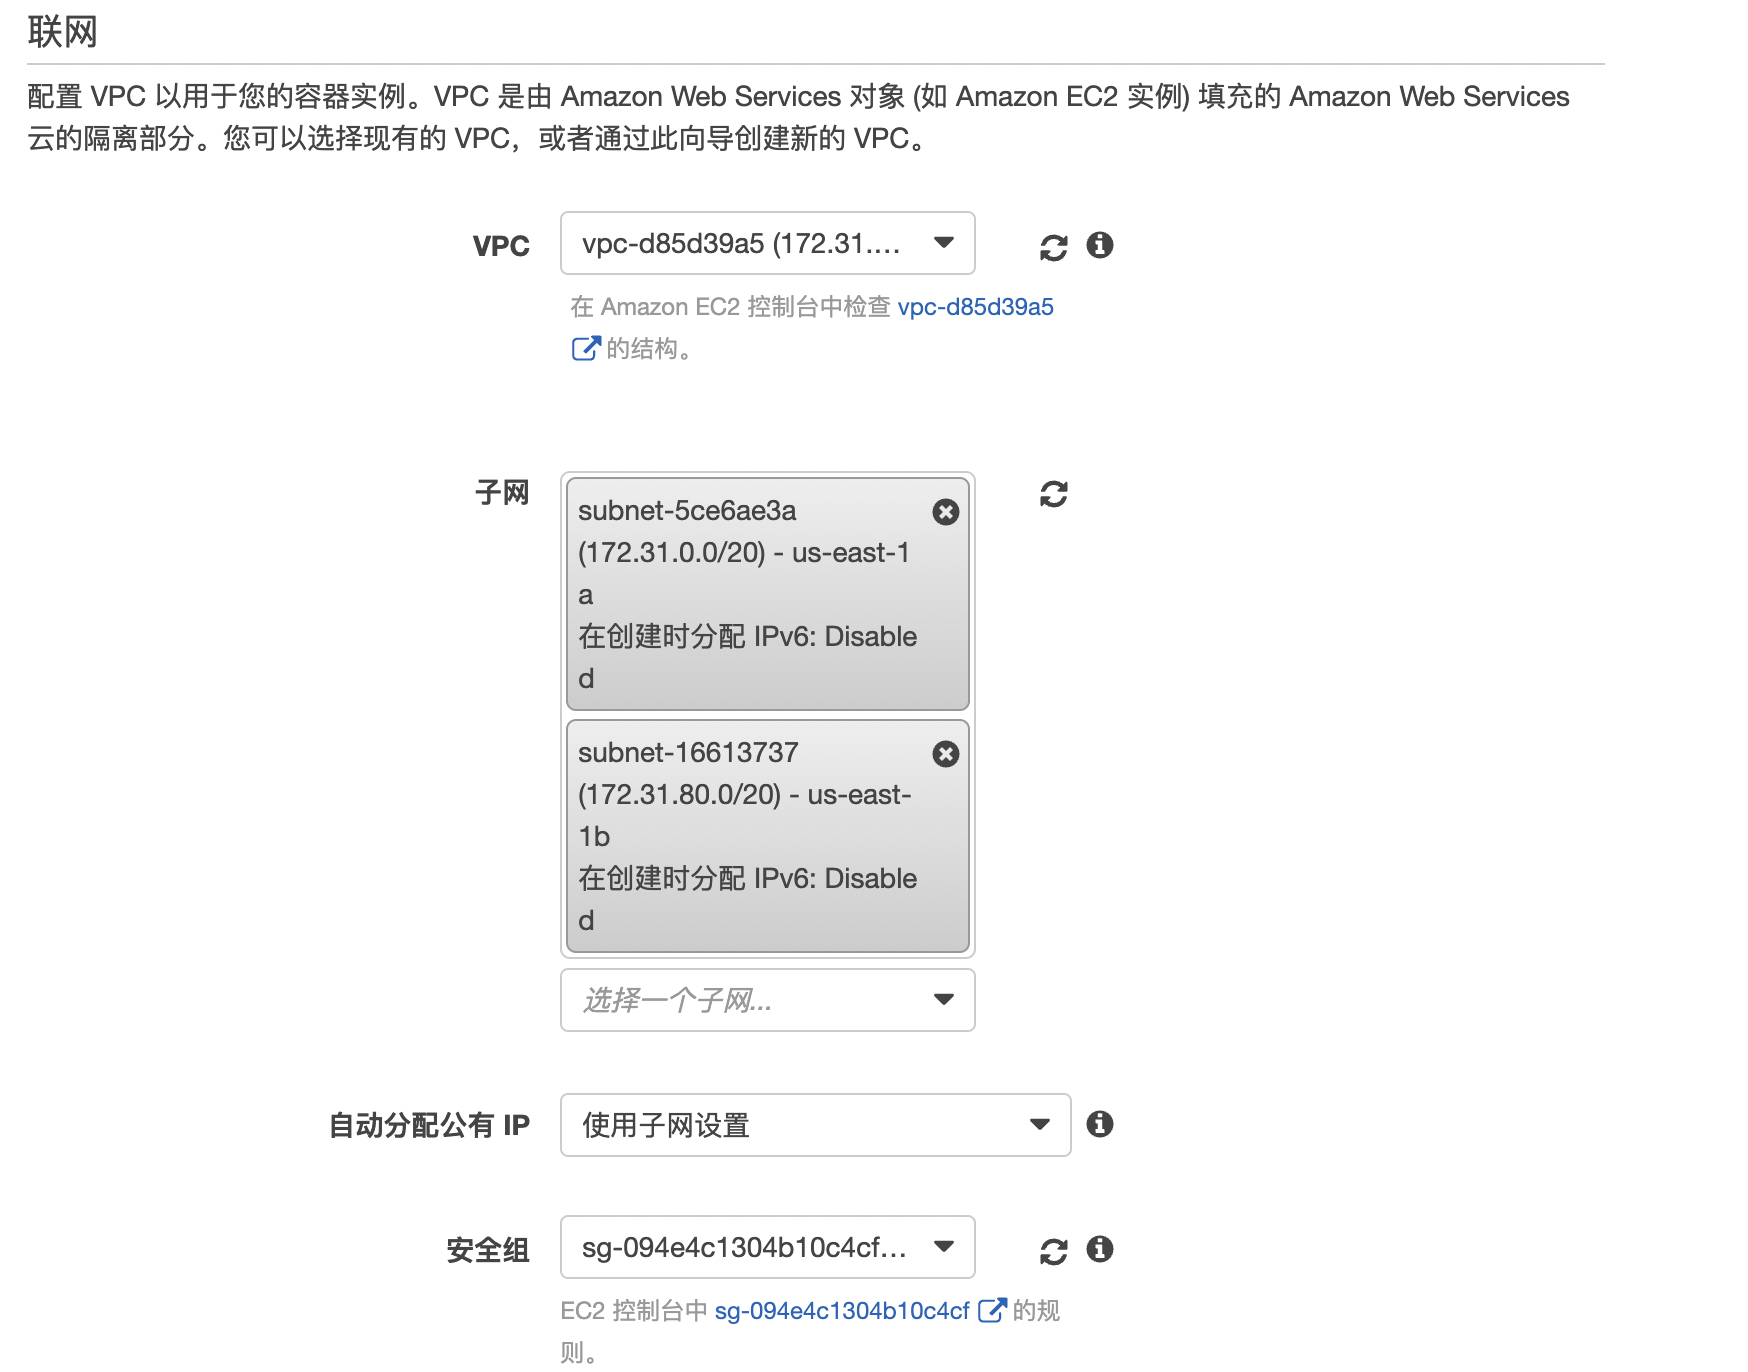 联网
配置 VPC 以用于您的容器实例。VPC 是由 Amazon Web Services 对象 (如 Amazon EC2 实例) 填充的 Amazon Web Services
云的隔离部分。您可以选择现有的 VPC，或者通过此向导创建新的 VPC。
VPC
vpc-d85d39a5 (172.31....
在 Amazon EC2 控制台中检查 vpc-d85d39a5
的结构。
子网
subnet-5ce6ae3a
(172.31.0.0/20) - us-east-1
a
在创建时分配 IPv6: Disable
d
subnet-16613737
(172.31.80.0/20) - us-east-
1b
在创建时分配 IPv6: Disable
d
选择一个子网...
自动分配公有 IP
使用子网设置
安全组
sg-094e4c1304b10c4cf...
EC2 控制台中 sg-094e4c1304b10c4cf 的规
则。